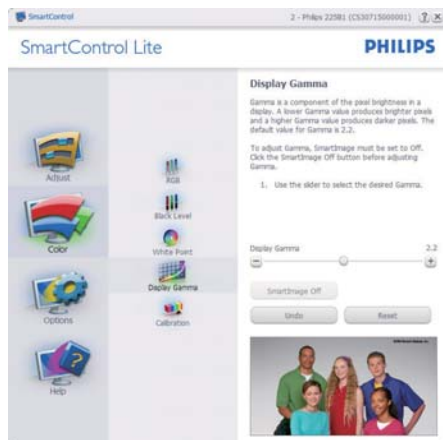 SmartControl
2 - Philips 225B1 (CS30715000001)
SmartControl Lite
PHILIPS
Adjust
Color
Options
Help
RGB
Black Level
White Point
Display Gamma
Calibration
Display Gamma
Gamma is a component of the pixel brightness in a
display. A lower Gamma value produces brighter pixels
and a higher Gamma value produces darker pixels. The
default value for Gamma is 2.2.
To adjust Gamma, SmartImage must be set to Off.
Click the SmartImage Off button before adjusting
Gamma.
1. Use the slider to select the desired Gamma.
Display Gamma 2.2
SmartImage Off
Undo Reset